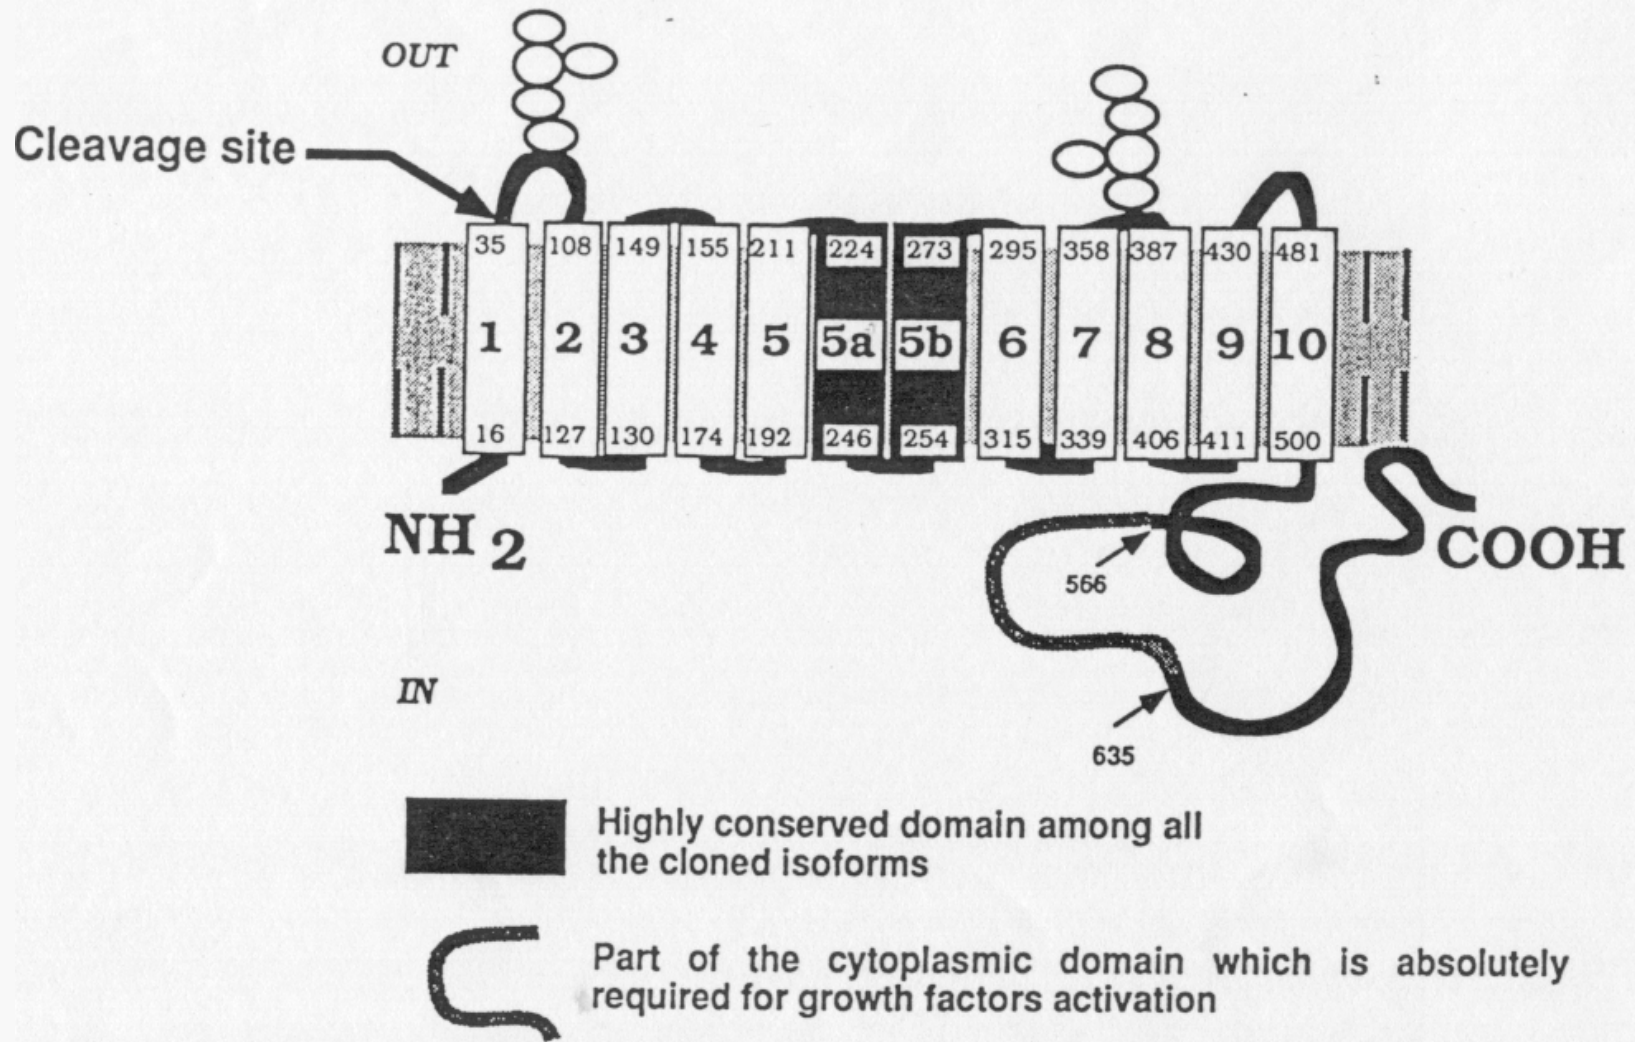 OUT
Cleavage site
35 108 149 155 211 224 273 295 358 387 430 481
1 2 3 4 5 5a 5b 6 7 8 9 10
16 127 130 174 192 246 254 315 339 406 411 500
NH2
COOH
566
IN
635
Highly conserved domain among all
the cloned isoforms
Part of the cytoplasmic domain which is absolutely
required for growth factors activation